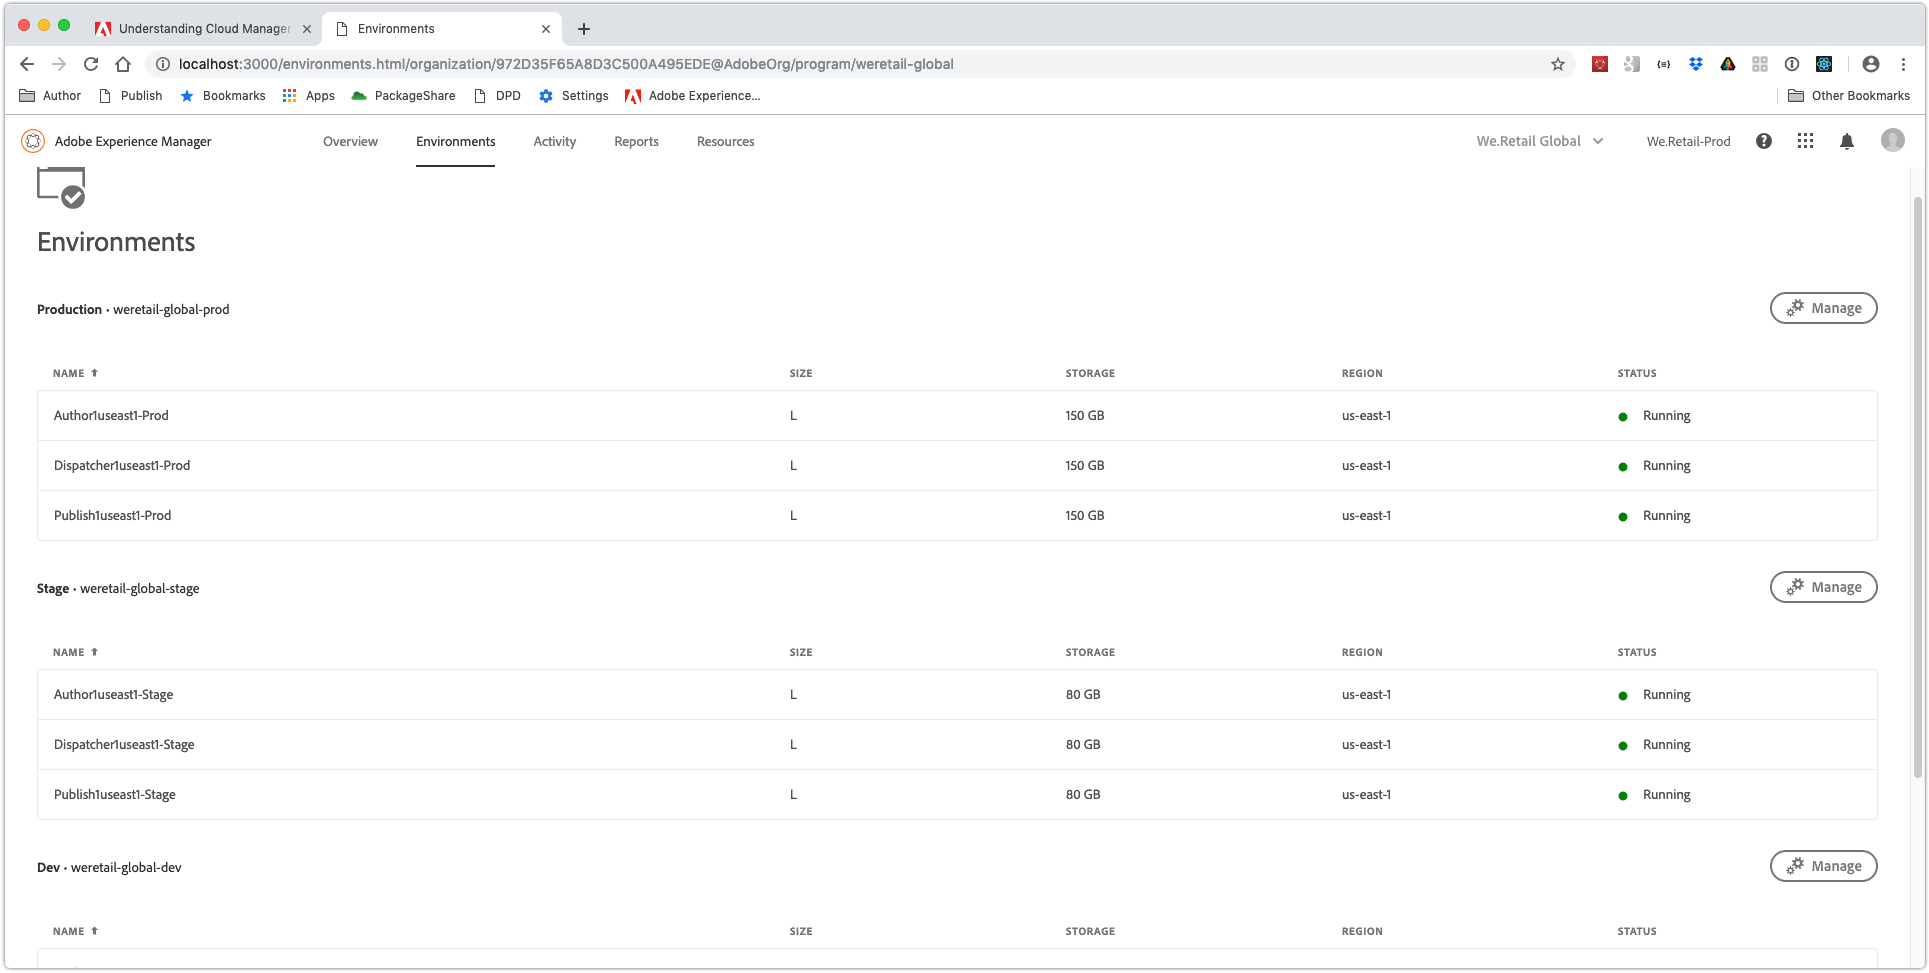 Understanding Cloud Manager
Environments
localhost:3000/environments.html/organization/972D35F65A8D3C500A495EDE@AdobeOrg/program/weretail-global
Author Publish Bookmarks Apps PackageShare DPD Settings Adobe Experience... Other Bookmarks
Adobe Experience Manager Overview Environments Activity Reports Resources We.Retail Global We.Retail-Prod
Environments
Production · weretail-global-prod Manage
NAME SIZE STORAGE REGION STATUS
Author1useast1-Prod L 150 GB us-east-1 Running
Dispatcher1useast1-Prod L 150 GB us-east-1 Running
Publish1useast1-Prod L 150 GB us-east-1 Running
Stage · weretail-global-stage Manage
NAME SIZE STORAGE REGION STATUS
Author1useast1-Stage L 80 GB us-east-1 Running
Dispatcher1useast1-Stage L 80 GB us-east-1 Running
Publish1useast1-Stage L 80 GB us-east-1 Running
Dev · weretail-global-dev Manage
NAME SIZE STORAGE REGION STATUS